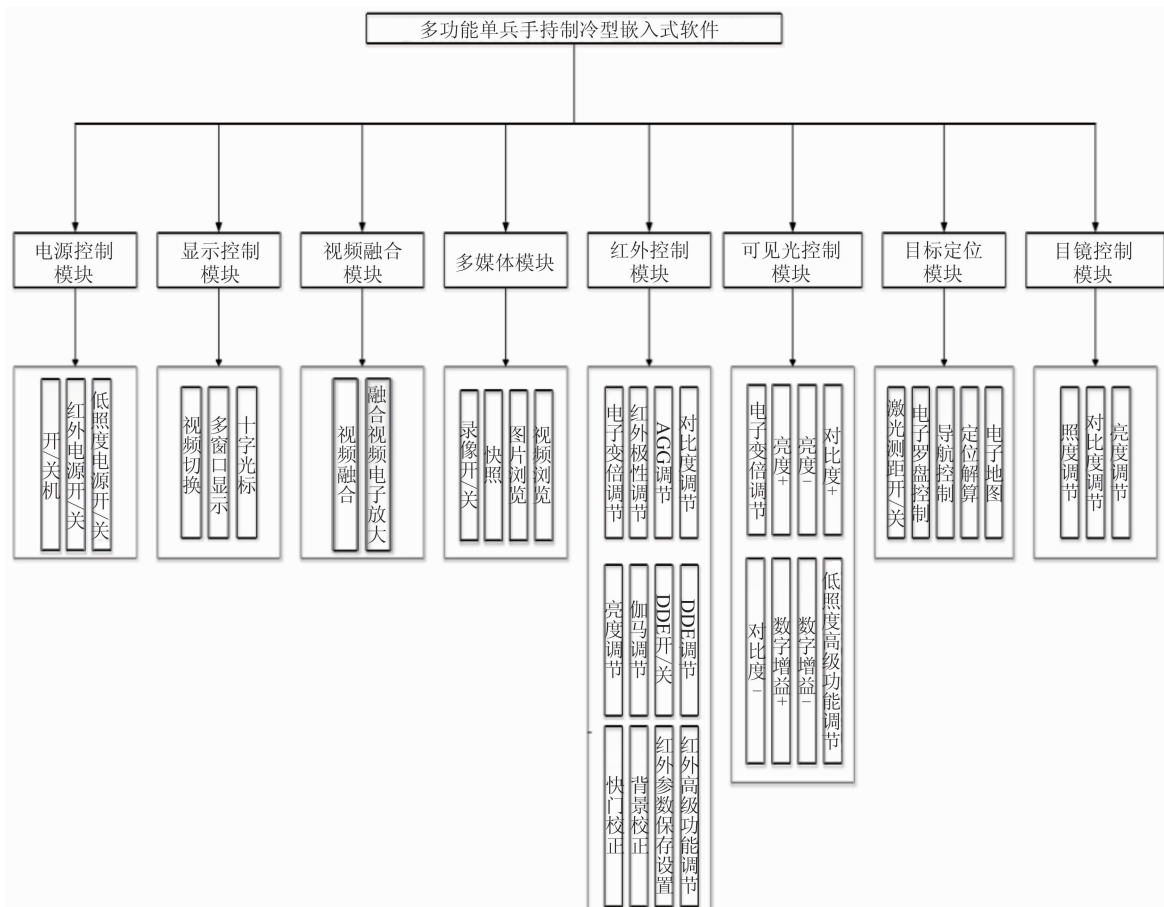 多功能单兵手持制冷型嵌入式软件
电源控制
模块
显示控制
模块
视频融合
模块
多媒体模块
红外控制
模块
可见光控制
模块
目标定位
模块
目镜控制
模块
开/关机
红外电源开/关
低照度电源开/关
视频切换
多窗口显示
十字光标
视频融合
融合视频电子放大
录像开/关
快照
图片浏览
视频浏览
电子变倍调节
红外极性调节
AGG调节
对比度调节
亮度调节
伽马调节
DDE开/关
DDE调节
快门校正
背景校正
红外参数保存设置
红外高级功能调节
电子变倍调节
亮度+
亮度-
对比度+
对比度-
数字增益+
数字增益-
低照度高级功能调节
激光测距开/关
电子罗盘控制
导航控制
定位解算
电子地图
照度调节
对比度调节
亮度调节